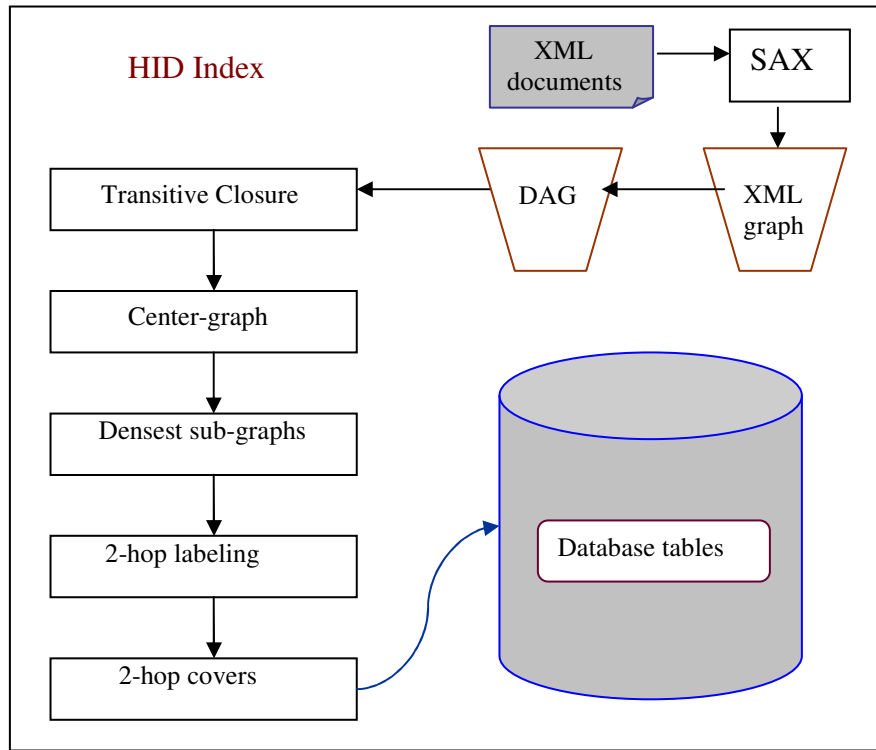 HID Index
XML
documents
SAX
Transitive Closure
DAG
XML
graph
Center-graph
Densest sub-graphs
2-hop labeling
Database tables
2-hop covers